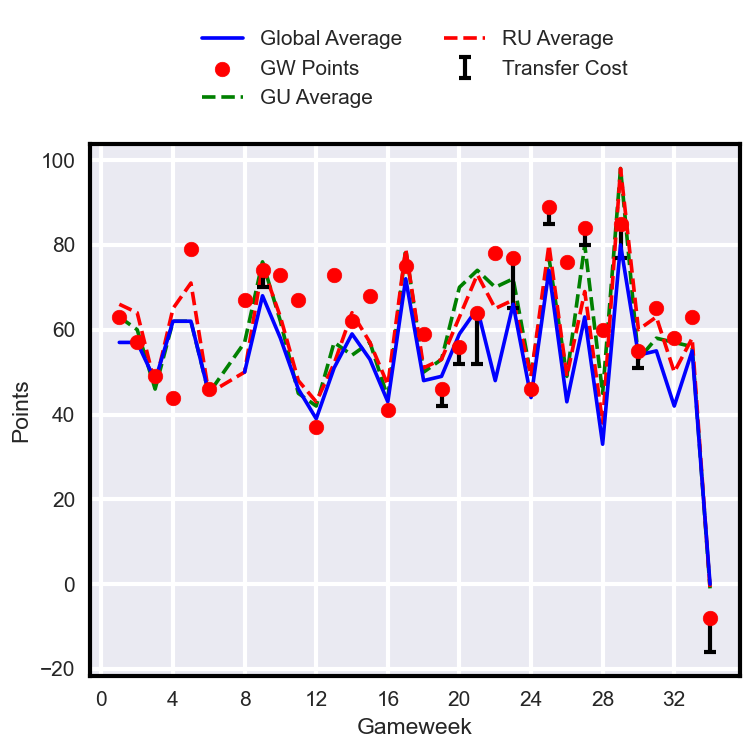 Global Average
GW Points
GU Average
RU Average
Transfer Cost
Points
100
80
60
40
20
0
−20
0 4 8 12 16 20 24 28 32
Gameweek